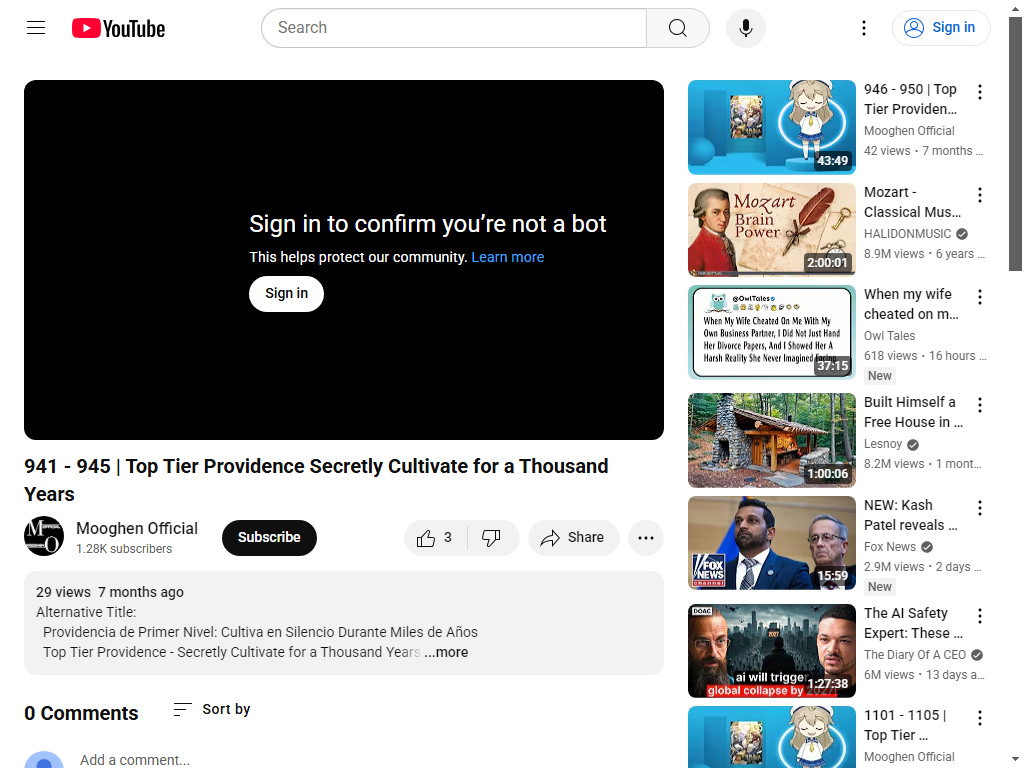 YouTube
Search
Sign in
Sign in to confirm you're not a bot
This helps protect our community. Learn more
Sign in
941 - 945 | Top Tier Providence Secretly Cultivate for a Thousand
Years
Mooghen Official
1.28K subscribers
Subscribe
3
Share
29 views 7 months ago
Alternative Title:
Providencia de Primer Nivel: Cultiva en Silencio Durante Miles de Años
Top Tier Providence - Secretly Cultivate for a Thousand Years ...more
0 Comments
Sort by
Add a comment...
43:49
946 - 950 | Top
Tier Providen...
Mooghen Official
42 views • 7 months ...
Mozart
Brain
Power
2:00:01
Mozart -
Classical Mus...
HALIDONMUSIC
8.9M views • 6 years ...
@OwlTales
When My Wife Cheated On Me With My
Own Business Partner, I Did Not Just Hand
Her Divorce Papers, And I Showed Her A
Harsh Reality She Never Imagined Facing
37:15
When my wife
cheated on m...
Owl Tales
618 views • 16 hours ...
New
1:00:06
Built Himself a
Free House in ...
Lesnoy
8.2M views • 1 mont...
FOX
NEWS
channel
15:59
NEW: Kash
Patel reveals ...
Fox News
2.9M views • 2 days ...
New
DOAC
2027
ai will trigger
global collapse by 2027!
1:27:38
The AI Safety
Expert: These ...
The Diary Of A CEO
6M views • 13 days a...
1101 - 1105 |
Top Tier ...
Mooghen Official